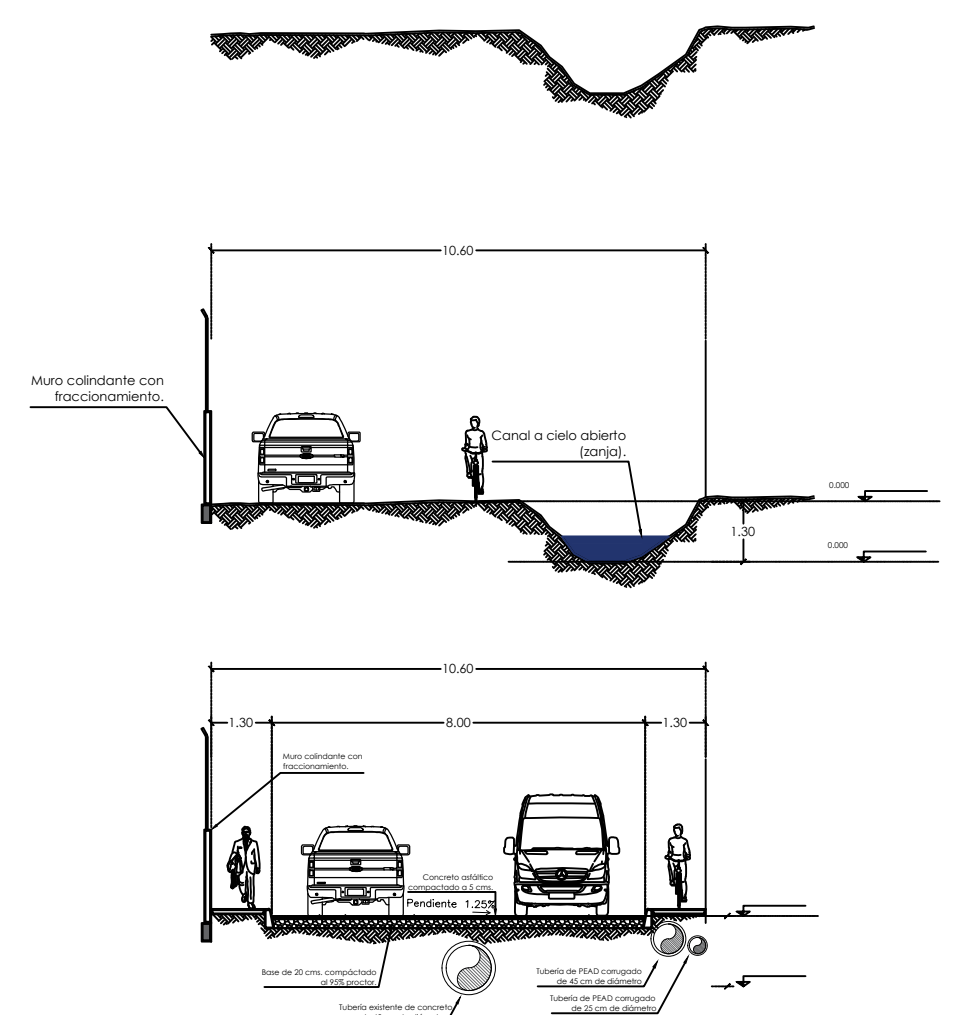 10.60
Muro colindante con
fraccionamiento.
Canal a cielo abierto
(zanja).
0.000
1.30
0.000
10.60
1.30
8.00
1.30
Muro colindante con
fraccionamiento.
Concreto asfáltico
compactado a 5 cms.
Pendiente 1.25%
Base de 20 cms. compáctado
al 95% proctor.
Tubería de PEAD corrugado
de 45 cm de diámetro
Tubería de PEAD corrugado
de 25 cm de diámetro
Tubería existente de concreto